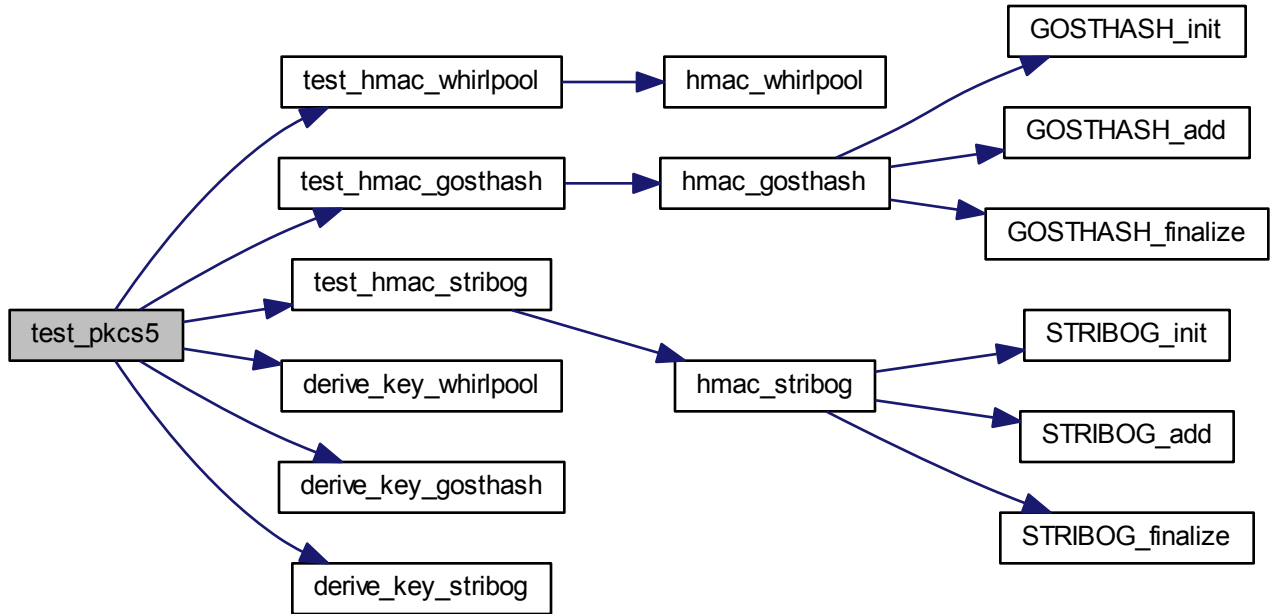 GOSTHASH_init
test_hmac_whirlpool
hmac_whirlpool
GOSTHASH_add
test_hmac_gosthash
hmac_gosthash
GOSTHASH_finalize
test_hmac_stribog
test_pkcs5
STRIBOG_init
derive_key_whirlpool
hmac_stribog
STRIBOG_add
derive_key_gosthash
STRIBOG_finalize
derive_key_stribog